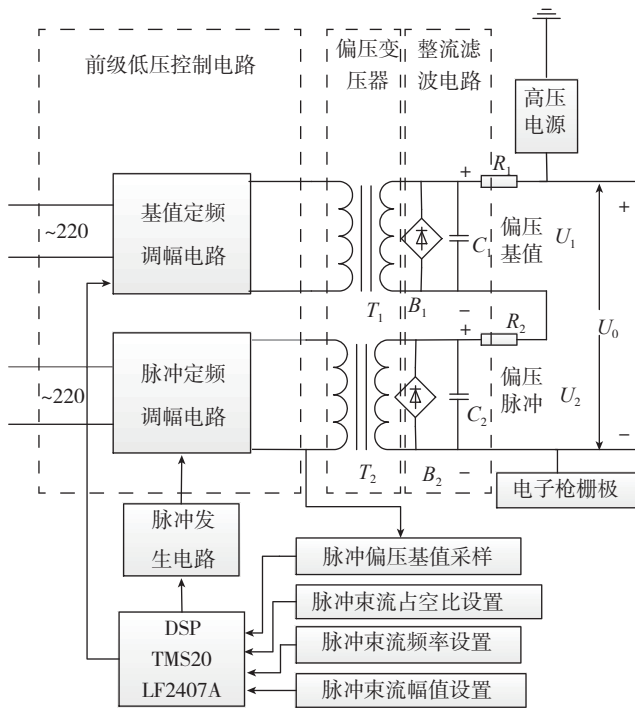 前级低压控制电路
偏压变
压器
整流滤
波电路
高压
电源
~220
基值定频
调幅电路
T1
B1
C1
+
−
R1
偏压
基值
U1
+
U0
~220
脉冲定频
调幅电路
T2
B2
C2
+
−
R2
偏压
脉冲
U2
−
电子枪栅极
脉冲发
生电路
脉冲偏压基值采样
脉冲束流占空比设置
脉冲束流频率设置
脉冲束流幅值设置
DSP
TMS20
LF2407A